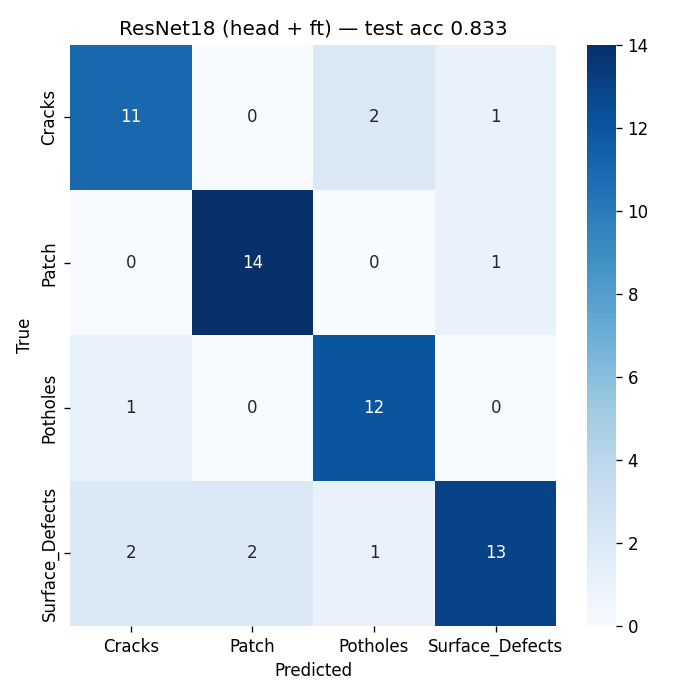 ResNet18 (head + ft) — test acc 0.833
Cracks
11
0
2
1
Patch
0
14
0
1
Potholes
1
0
12
0
Surface_Defects
2
2
1
13
True
Cracks
Patch
Potholes
Surface_Defects
Predicted
14
12
10
8
6
4
2
0